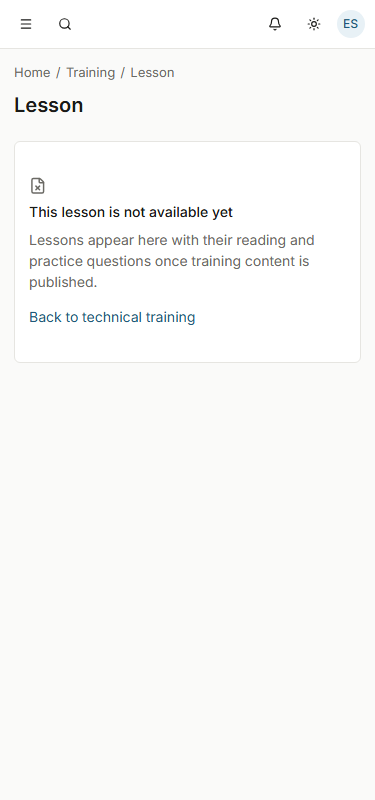 ES
Home / Training / Lesson
Lesson
This lesson is not available yet
Lessons appear here with their reading and
practice questions once training content is
published.
Back to technical training